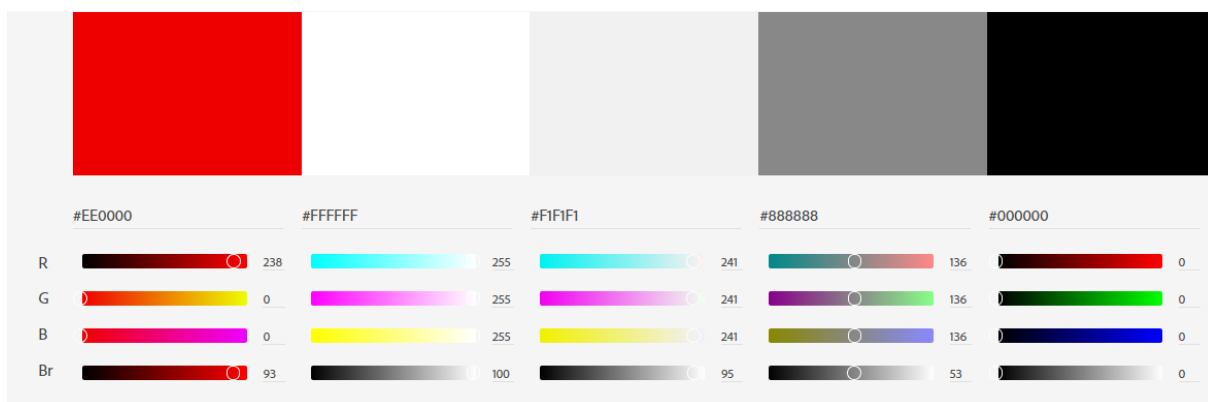 #EE0000 #FFFFFF #F1F1F1 #888888 #000000
R 238 255 241 136 0
G 0 255 241 136 0
B 0 255 241 136 0
Br 93 100 95 53 0